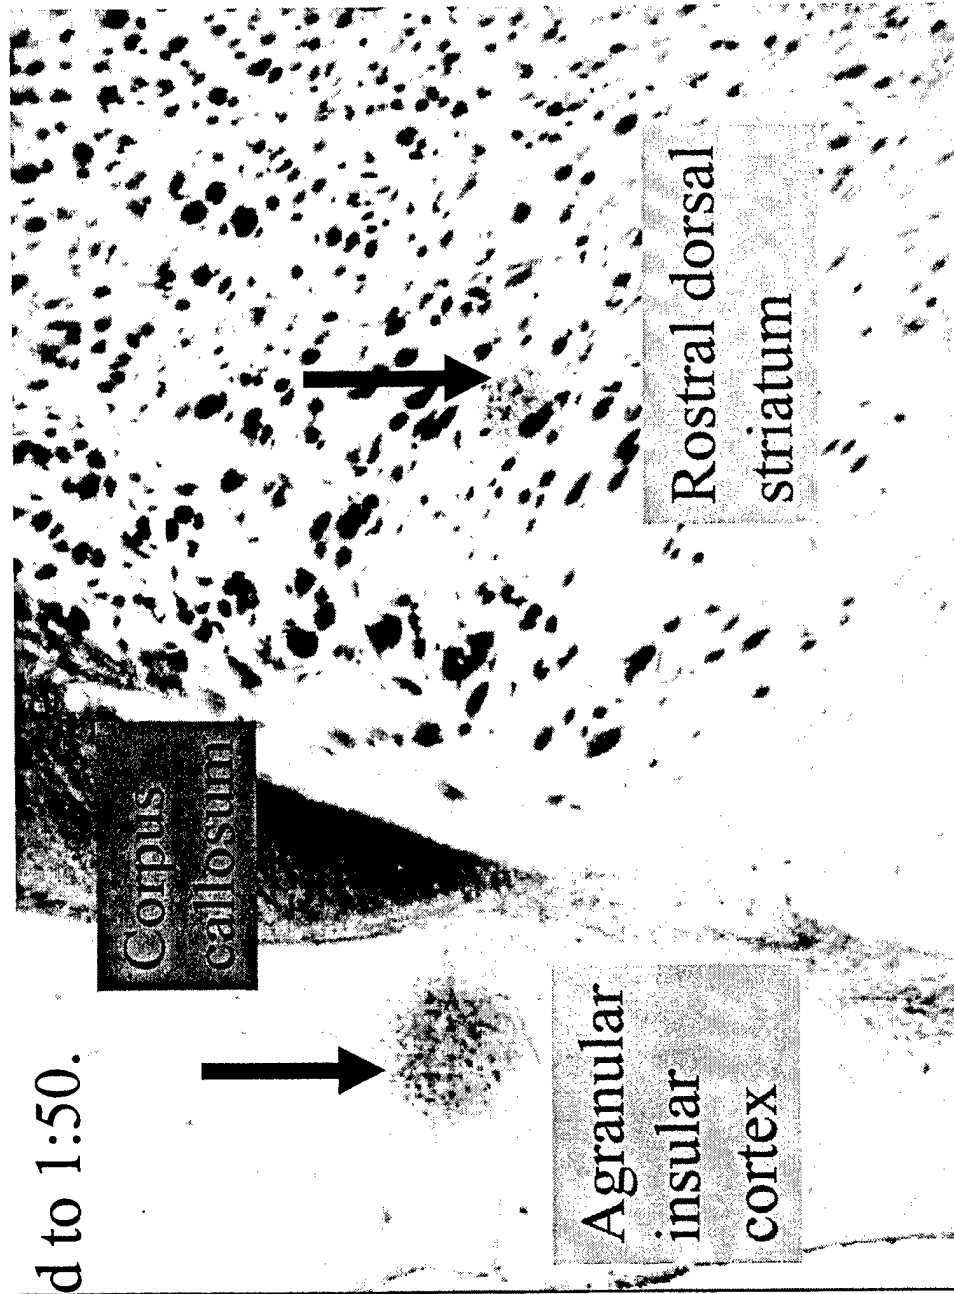 d to 1:50.
Corpus
callosum
Agranular
insular
cortex
Rostral dorsal
striatum